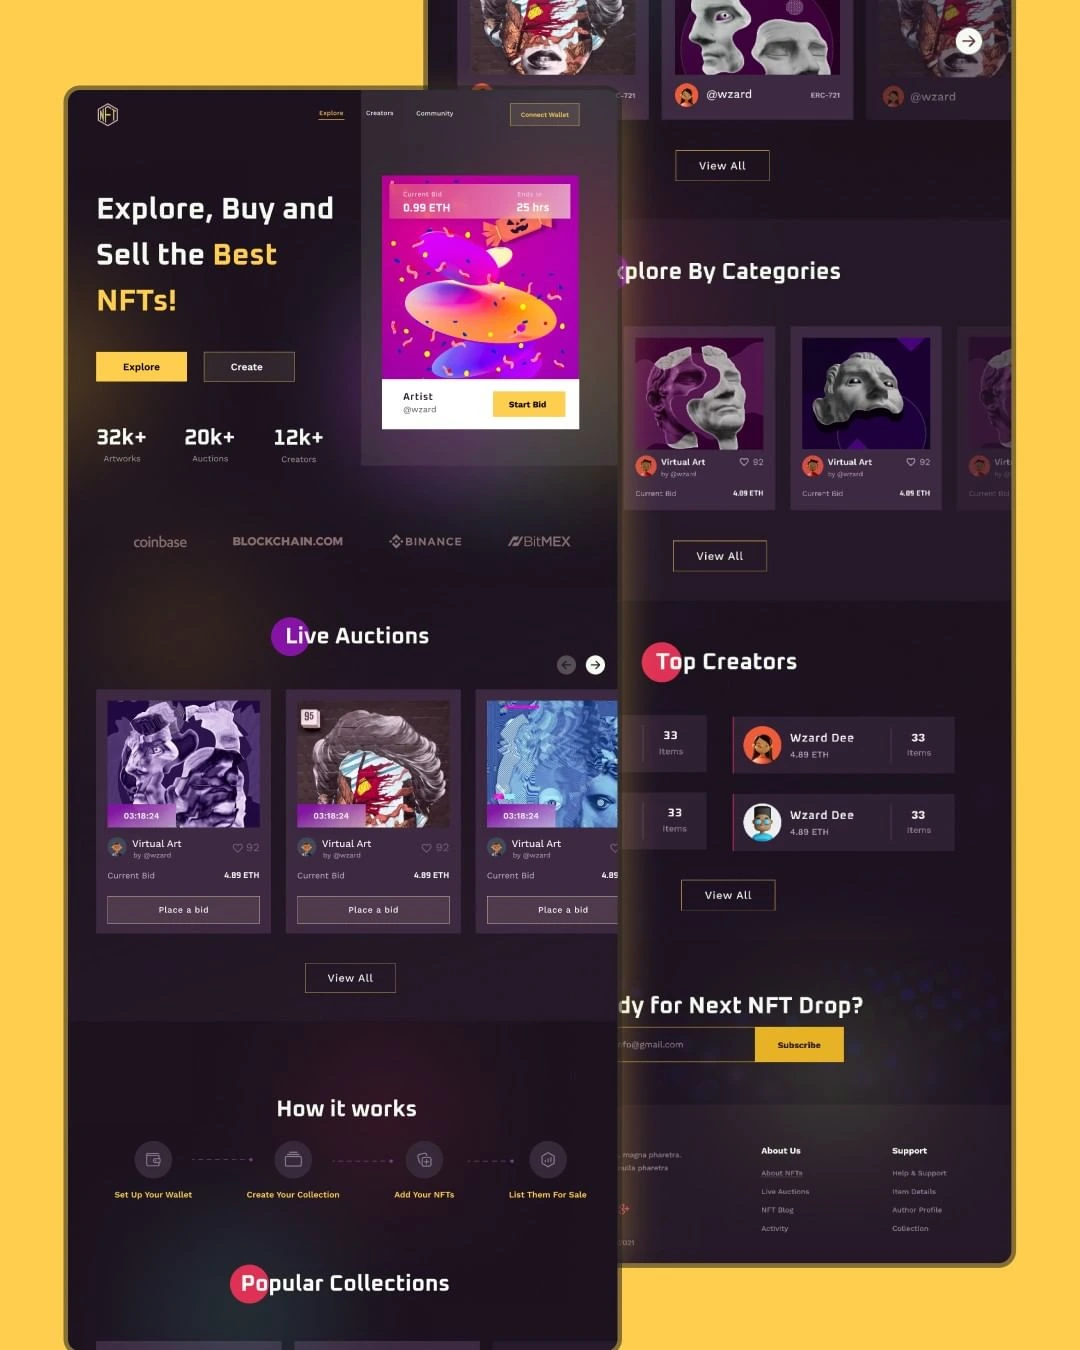 NFT
Explore
Creators
Community
Connect Wallet
Explore, Buy and
Sell the Best
NFTs!
Explore
Create
32k+
Artworks
20k+
Auctions
12k+
Creators
Current Bid
0.99 ETH
Ends in
25 hrs
Artist
@wzard
Start Bid
coinbase
BLOCKCHAIN.COM
BINANCE
BitMEX
Live Auctions
03:18:24
Virtual Art
by @wzard
92
Current Bid
4.89 ETH
Place a bid
95
03:18:24
Virtual Art
by @wzard
92
Current Bid
4.89 ETH
Place a bid
03:18:24
Virtual Art
by @wzard
Current Bid
4.89
Place a bid
View All
How it works
Set Up Your Wallet
Create Your Collection
Add Your NFTs
List Them For Sale
Popular Collections
C-721
@wzard
ERC-721
@wzard
View All
xplore By Categories
Virtual Art
by @wzard
92
Current Bid
4.89 ETH
Virtual Art
by @wzard
92
Current Bid
4.89 ETH
Virt
by @w
Current Bid
View All
Top Creators
33
Items
Wzard Dee
4.89 ETH
33
Items
33
Items
Wzard Dee
4.89 ETH
33
Items
View All
dy for Next NFT Drop?
nfo@gmail.com
Subscribe
magna pharetra.
pharetra
g+
2021
About Us
About NFTs
Live Auctions
NFT Blog
Activity
Support
Help & Support
Item Details
Author Profile
Collection